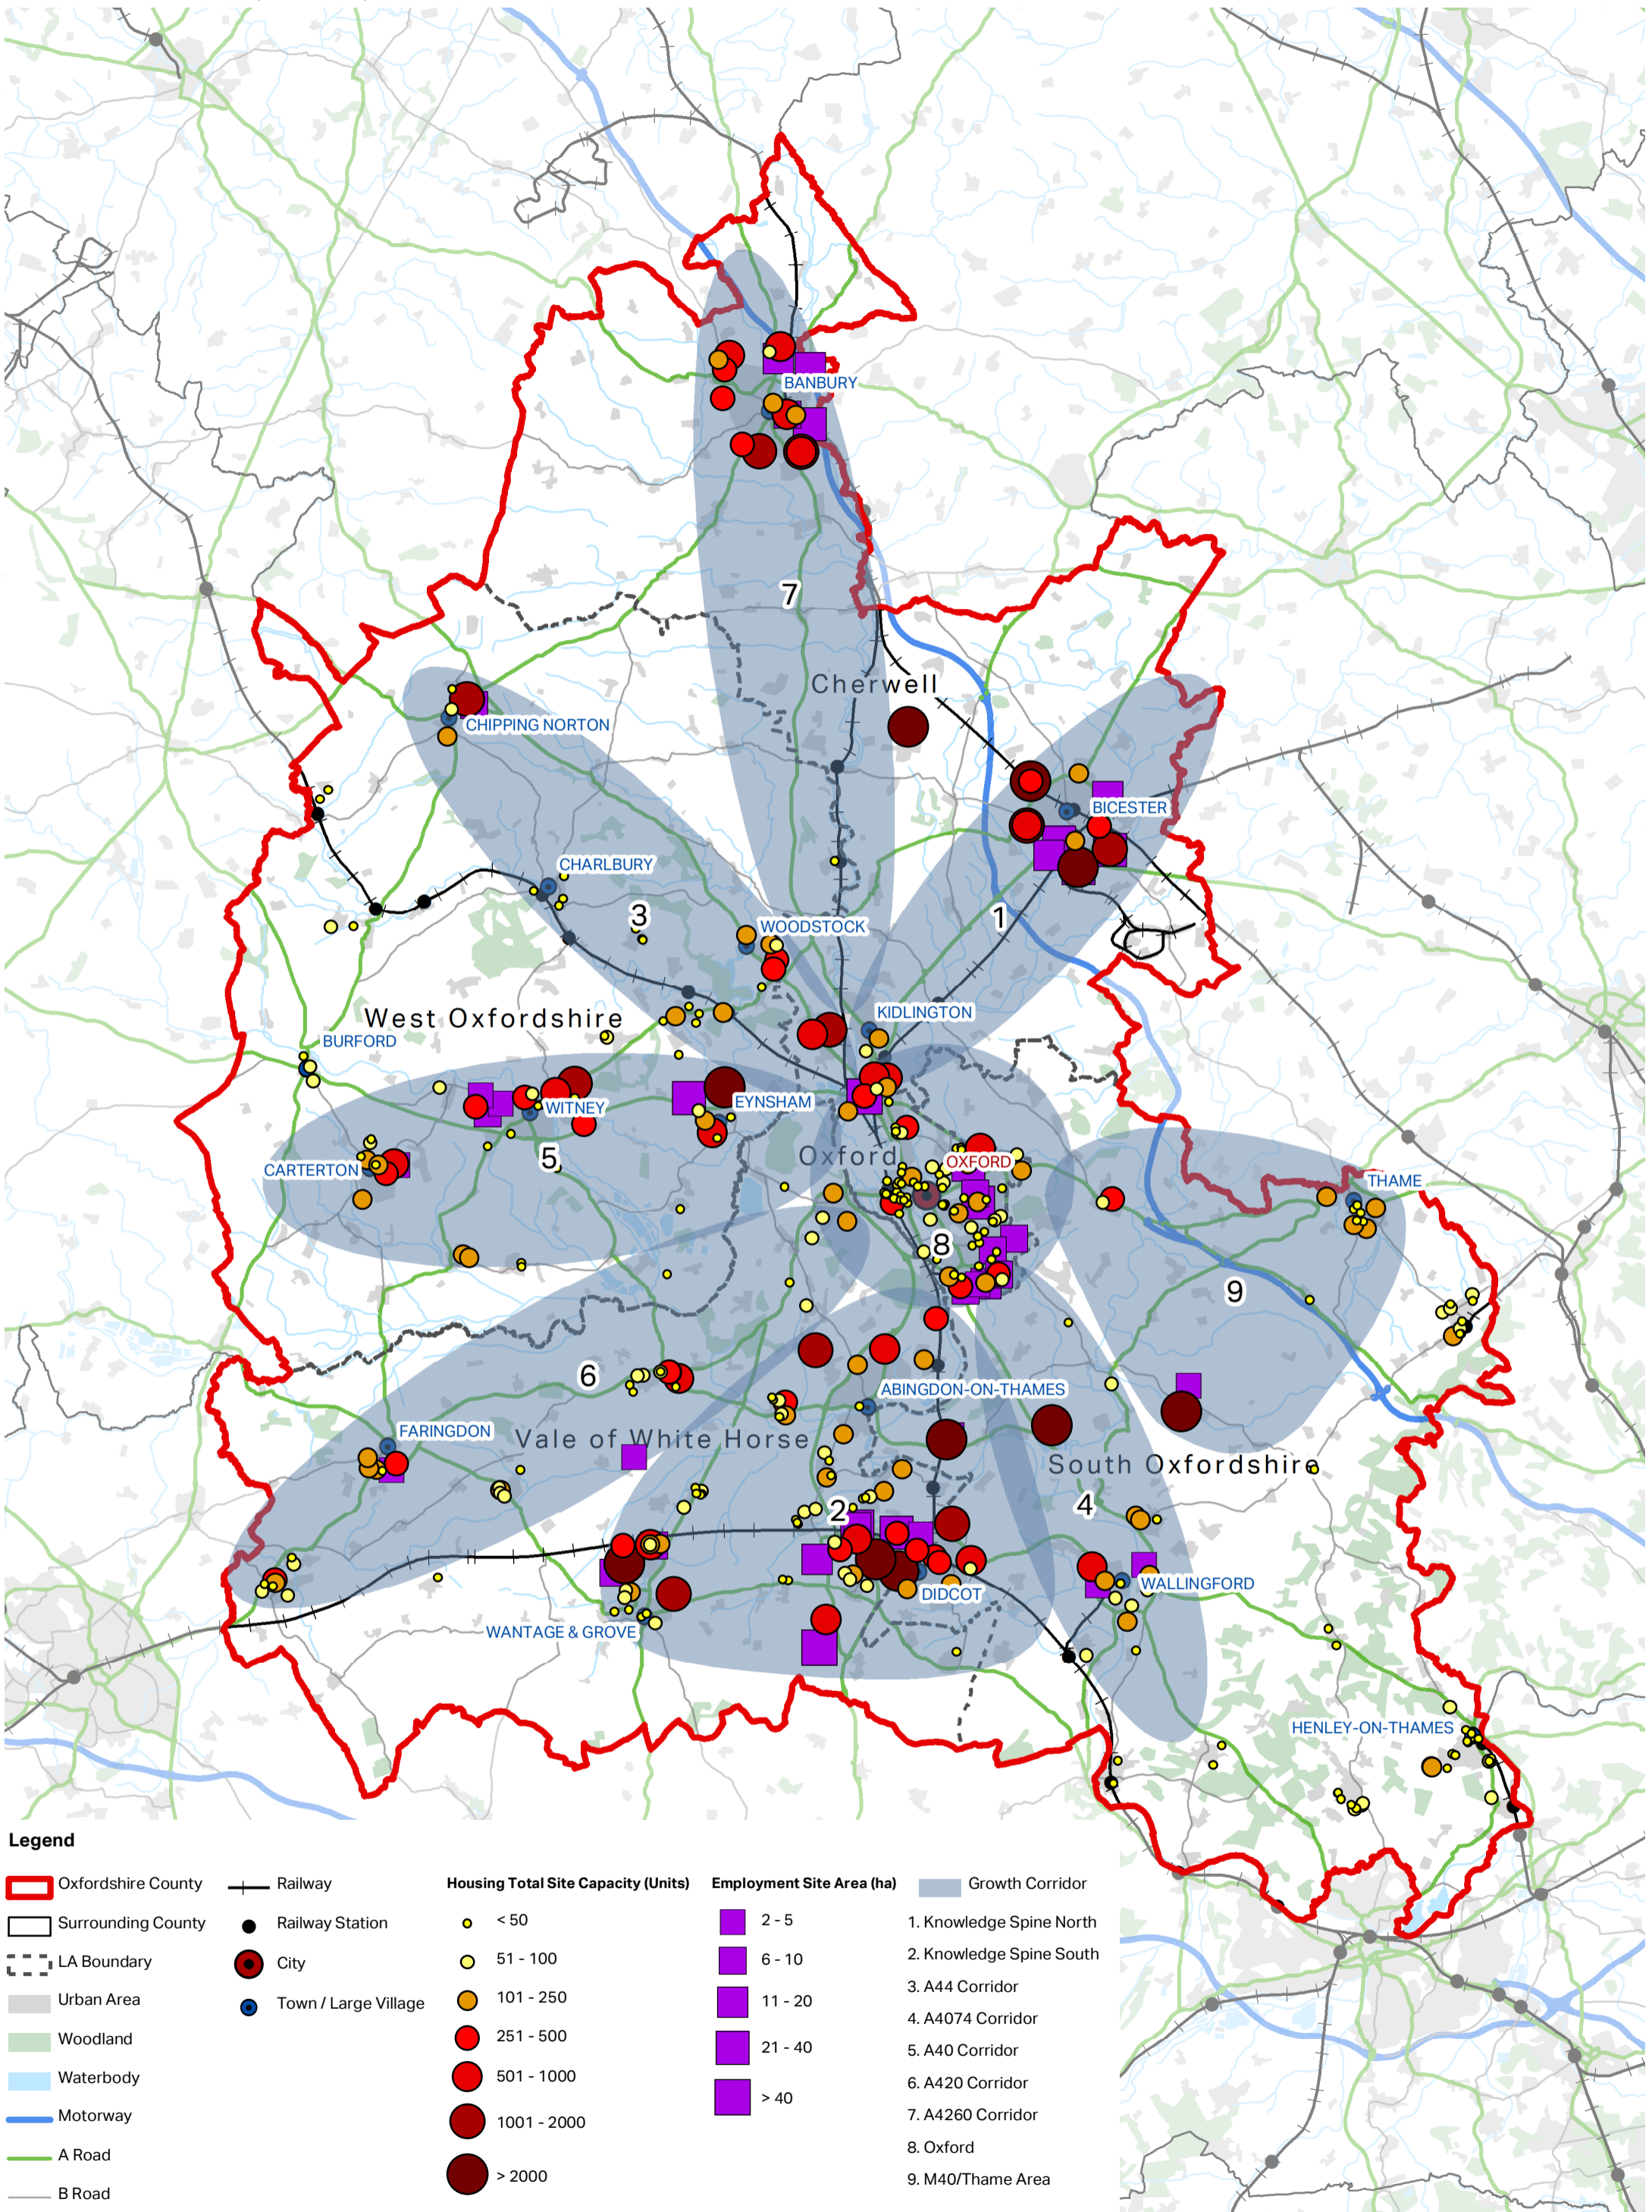 BANBURY
7
Cherwell
CHIPPING NORTON
BICESTER
CHARLBURY
3
1
WOODSTOCK
KIDLINGTON
West Oxfordshire
BURFORD
EYNSHAM
WITNEY
5
Oxford
OXFORD
CARTERTON
THAME
8
9
6
ABINGDON-ON-THAMES
FARINGDON
Vale of White Horse
South Oxfordshire
2
4
WALLINGFORD
DIDCOT
WANTAGE & GROVE
HENLEY-ON-THAMES
Legend
Oxfordshire County
Surrounding County
LA Boundary
Urban Area
Woodland
Waterbody
Motorway
A Road
B Road
Railway
Railway Station
City
Town / Large Village
Housing Total Site Capacity (Units)
< 50
51 - 100
101 - 250
251 - 500
501 - 1000
1001 - 2000
> 2000
Employment Site Area (ha)
2 - 5
6 - 10
11 - 20
21 - 40
> 40
Growth Corridor
1. Knowledge Spine North
2. Knowledge Spine South
3. A44 Corridor
4. A4074 Corridor
5. A40 Corridor
6. A420 Corridor
7. A4260 Corridor
8. Oxford
9. M40/Thame Area